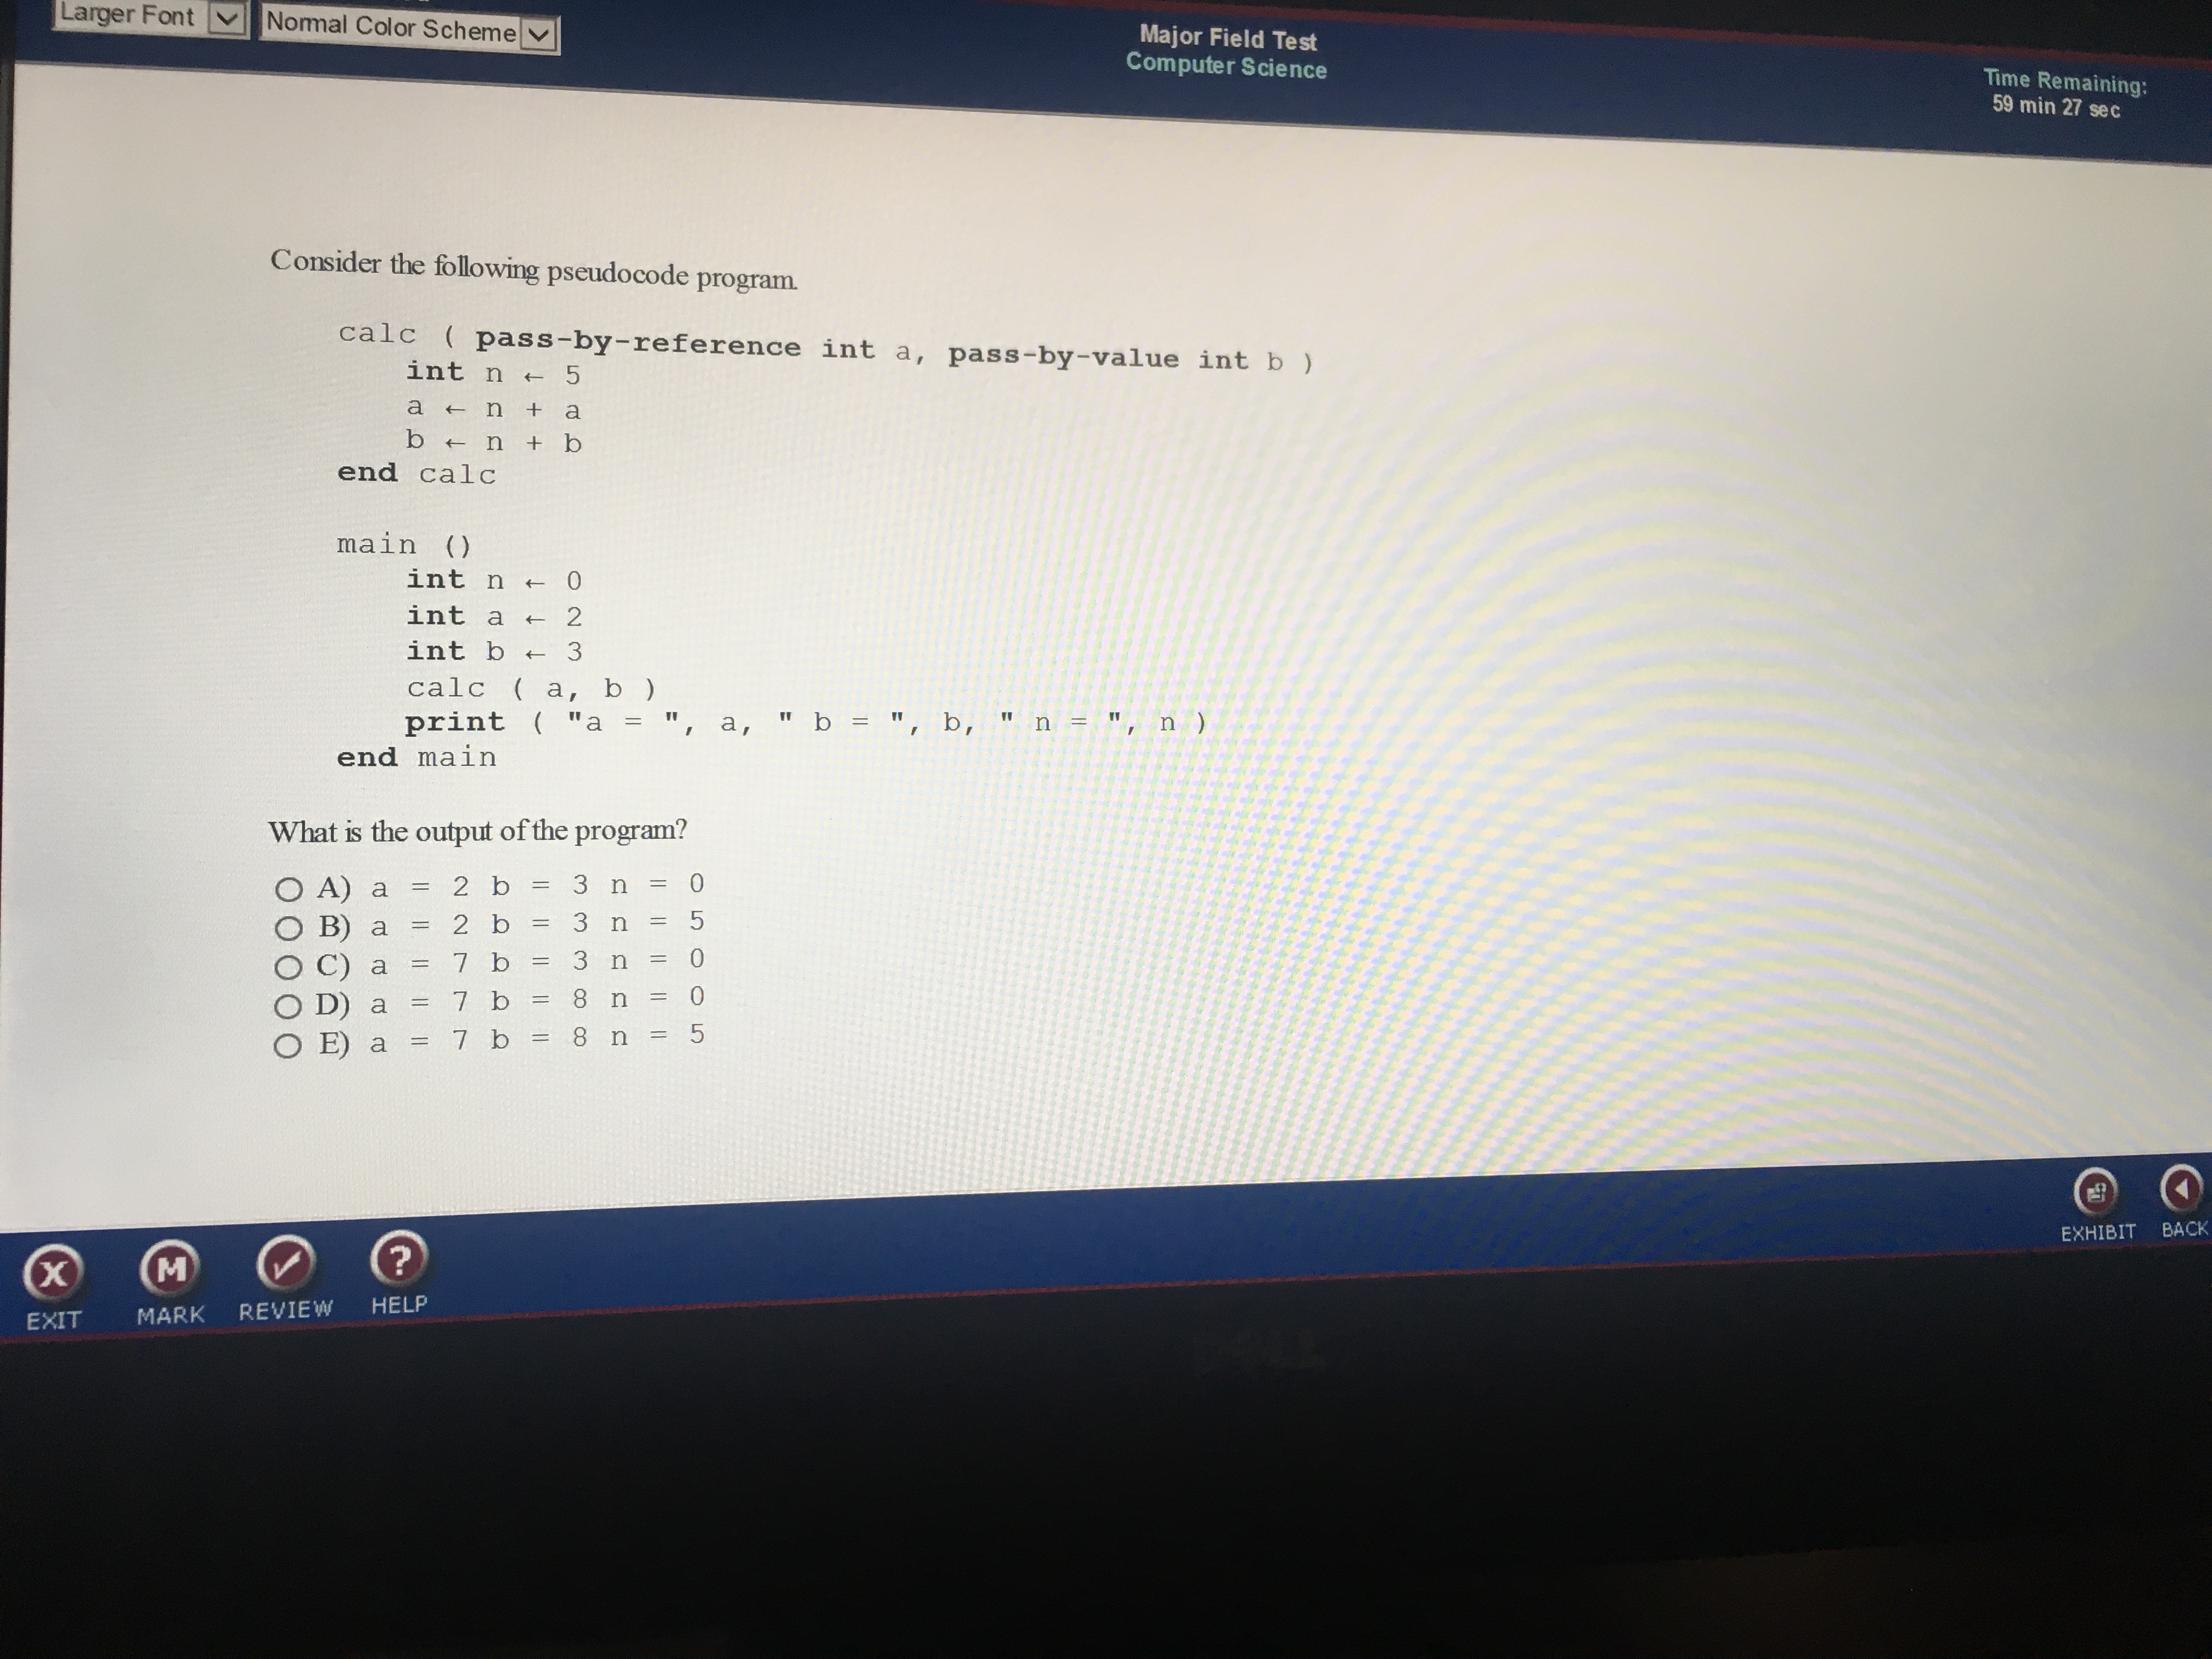 Larger Font
Normal Color Scheme
Major Field Test
Computer Science
Time Remaining:
59 min 27 sec
Consider the following pseudocode program.
calc ( pass-by-reference int a, pass-by-value int b )
int n ← 5
a ← n + a
b ← n + b
end calc
main ()
int n ← 0
int a ← 2
int b ← 3
calc ( a, b )
print ( "a = ", a, " b = ", b, " n = ", n )
end main
What is the output of the program?
A) a = 2 b = 3 n = 0
B) a = 2 b = 3 n = 5
C) a = 7 b = 3 n = 0
D) a = 7 b = 8 n = 0
E) a = 7 b = 8 n = 5
X
EXIT
M
MARK
REVIEW
?
HELP
EXHIBIT
BACK